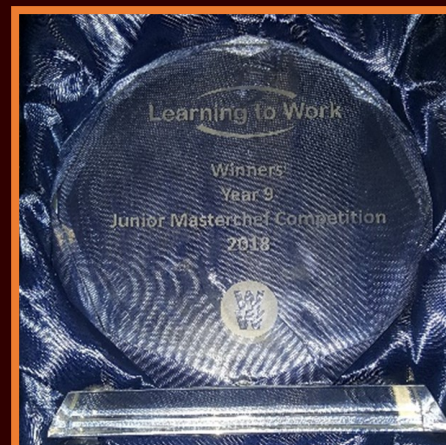 Learning to Work
Winners
Year 9
Junior Masterchef Competition
2018